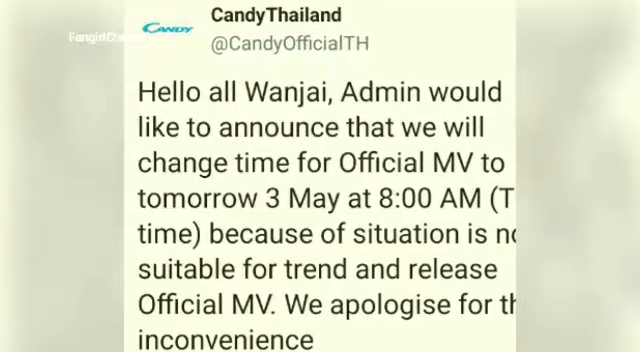 CandyThailand
CANDY
@CandyOfficialTH
Hello all Wanjai, Admin would
like to announce that we will
change time for Official MV to
tomorrow 3 May at 8:00 AM (T
time) because of situation is
suitable for trend and release
Official MV. We apologise for
inconvenience